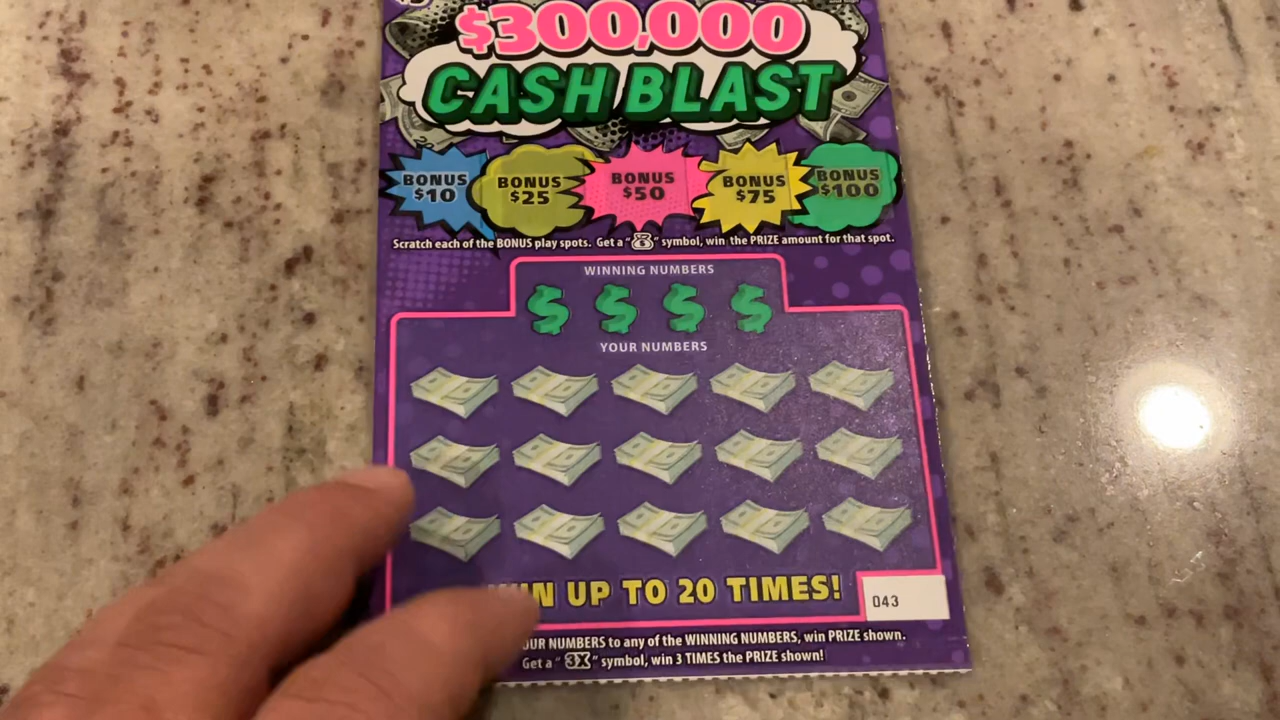 $300,000
CASH BLAST
BONUS $10
BONUS $25
BONUS $50
BONUS $75
BONUS $100
Scratch each of the BONUS play spots. Get a " " symbol, win the PRIZE amount for that spot.
WINNING NUMBERS
$ $ $ $
YOUR NUMBERS
UP TO 20 TIMES!
043
NUMBERS to any of the WINNING NUMBERS, win PRIZE shown.
Get a "3X" symbol, win 3 TIMES the PRIZE shown!